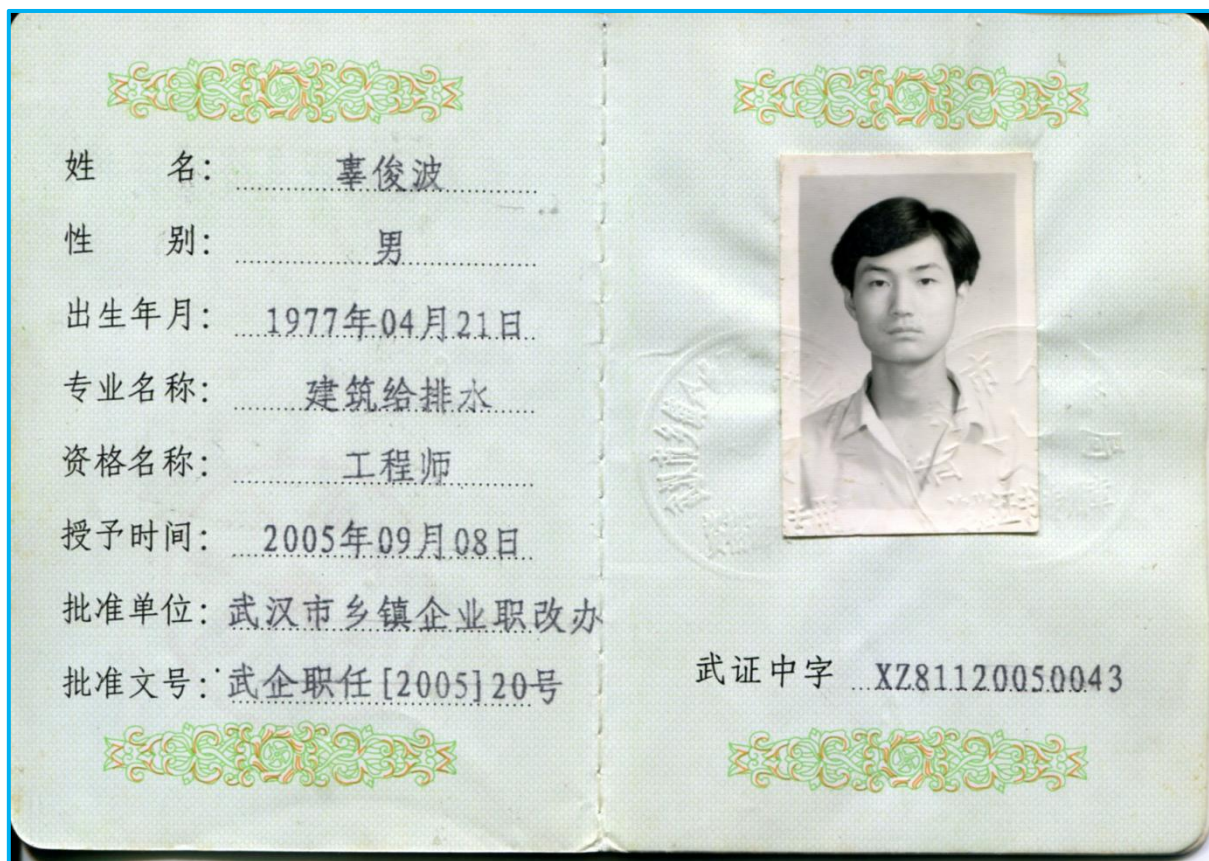 姓 名： 辜俊波
性 别： 男
出生年月： 1977年04月21日
专业名称： 建筑给排水
资格名称： 工程师
授予时间： 2005年09月08日
批准单位： 武汉市乡镇企业职改办
批准文号： 武企职任[2005]20号
武证中字 XZ81120050043